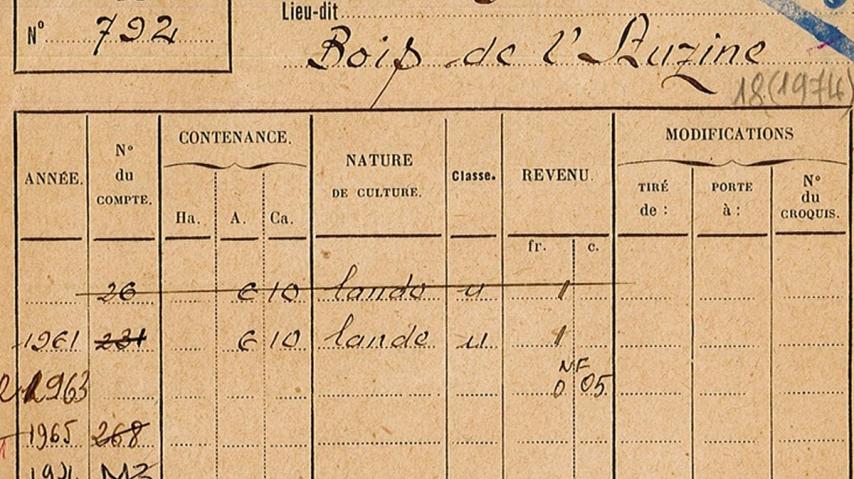 Lieu-dit
N° 792
Bois de l'Auzine
18(1974)
ANNÉE. N° du COMPTE. CONTENANCE. NATURE DE CULTURE. Classe. REVENU. MODIFICATIONS
Ha. A. Ca. TIRÉ de : PORTE à : N° du CROQUIS.
fr. c.
26 6 10 lande u 1
1961 231 6 10 lande u 1
1963 NF 0 05
1965 268